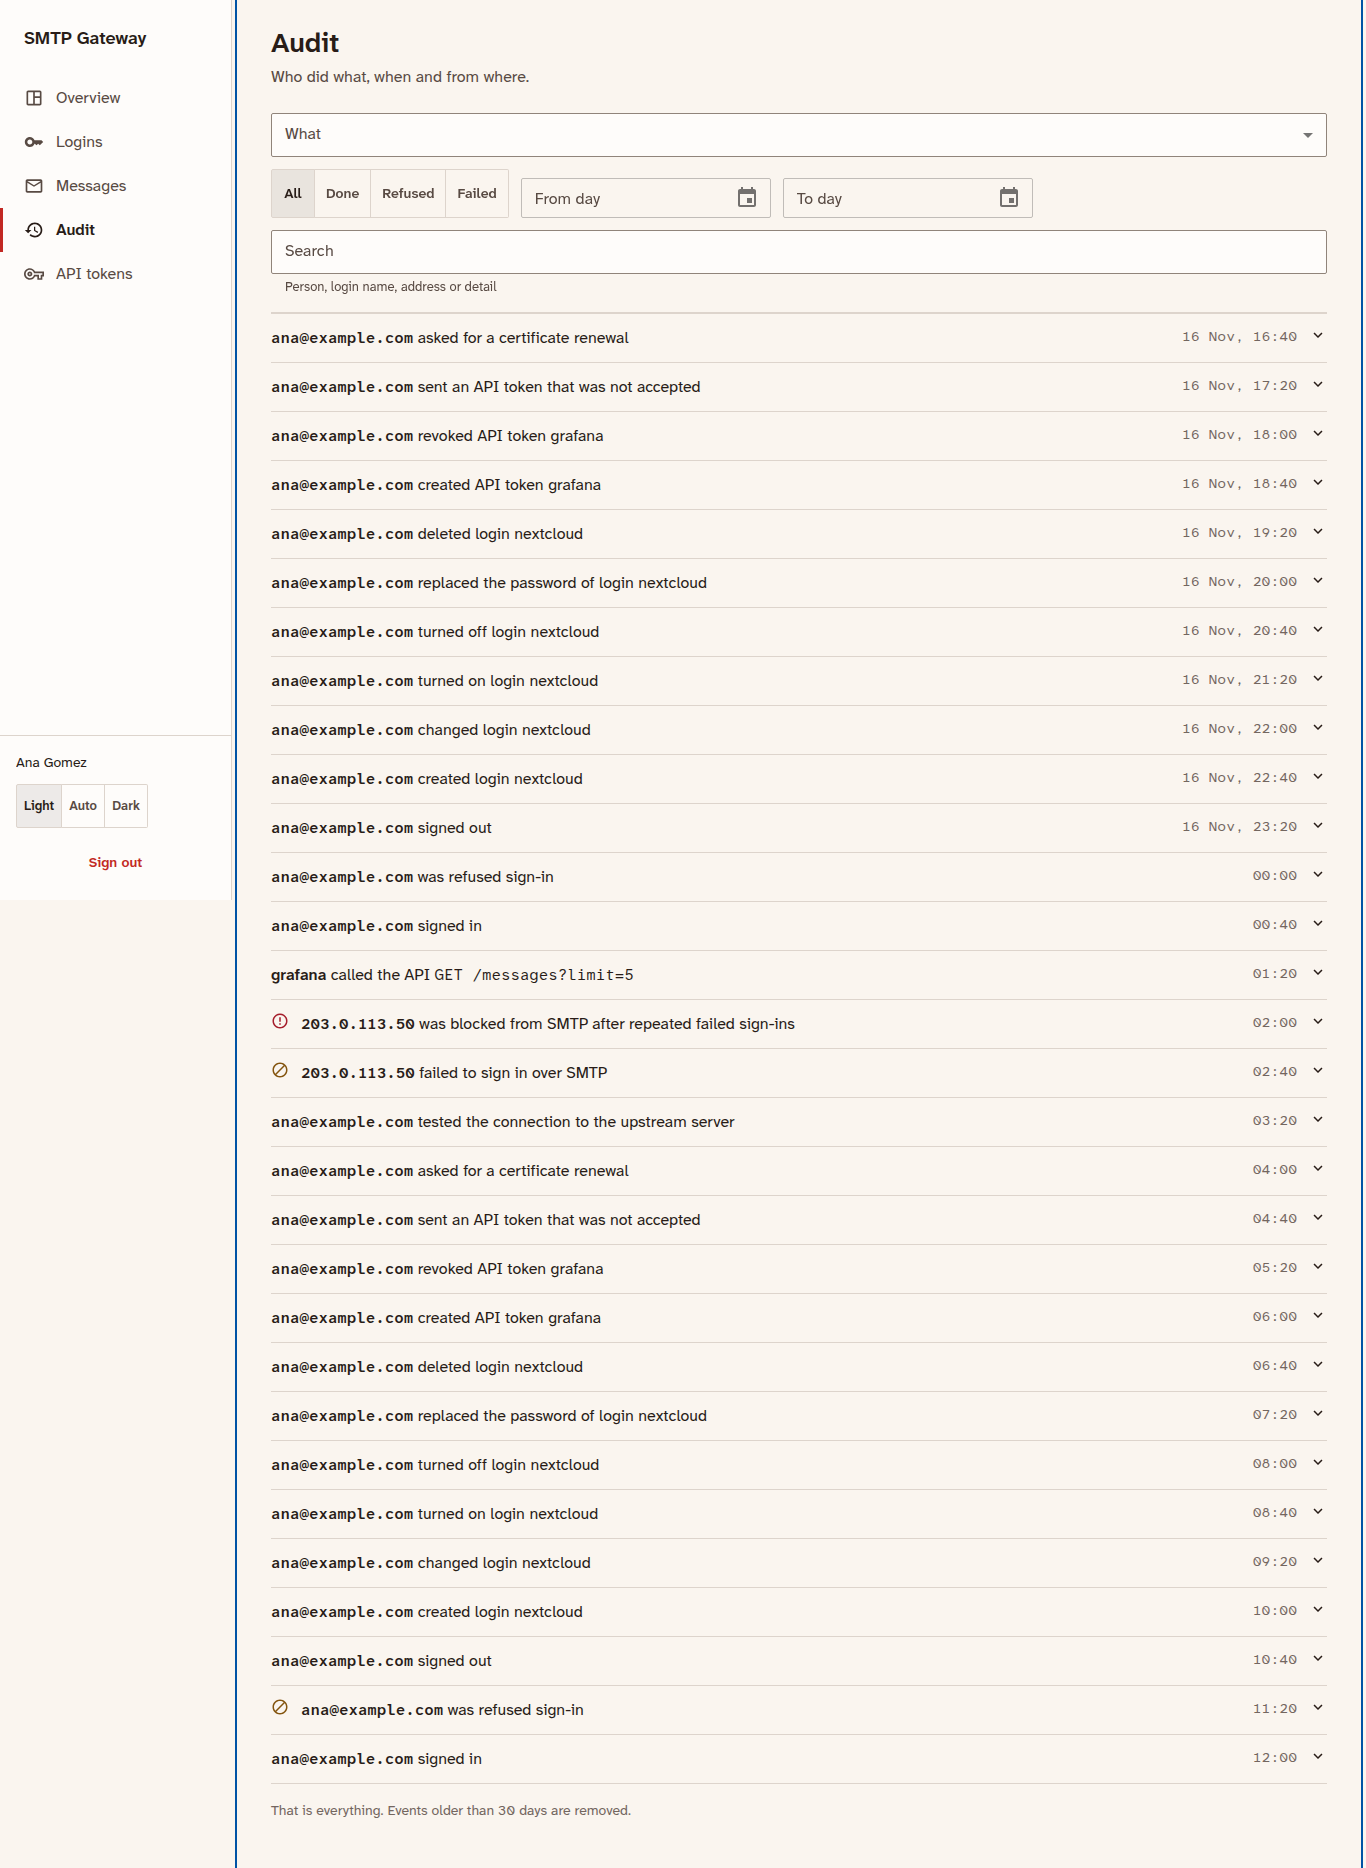 SMTP Gateway
Overview
Logins
Messages
Audit
API tokens
Ana Gomez
Light Auto Dark
Sign out
Audit
Who did what, when and from where.
What
All Done Refused Failed From day To day
Search
Person, login name, address or detail
ana@example.com asked for a certificate renewal 16 Nov, 16:40
ana@example.com sent an API token that was not accepted 16 Nov, 17:20
ana@example.com revoked API token grafana 16 Nov, 18:00
ana@example.com created API token grafana 16 Nov, 18:40
ana@example.com deleted login nextcloud 16 Nov, 19:20
ana@example.com replaced the password of login nextcloud 16 Nov, 20:00
ana@example.com turned off login nextcloud 16 Nov, 20:40
ana@example.com turned on login nextcloud 16 Nov, 21:20
ana@example.com changed login nextcloud 16 Nov, 22:00
ana@example.com created login nextcloud 16 Nov, 22:40
ana@example.com signed out 16 Nov, 23:20
ana@example.com was refused sign-in 00:00
ana@example.com signed in 00:40
grafana called the API GET /messages?limit=5 01:20
203.0.113.50 was blocked from SMTP after repeated failed sign-ins 02:00
203.0.113.50 failed to sign in over SMTP 02:40
ana@example.com tested the connection to the upstream server 03:20
ana@example.com asked for a certificate renewal 04:00
ana@example.com sent an API token that was not accepted 04:40
ana@example.com revoked API token grafana 05:20
ana@example.com created API token grafana 06:00
ana@example.com deleted login nextcloud 06:40
ana@example.com replaced the password of login nextcloud 07:20
ana@example.com turned off login nextcloud 08:00
ana@example.com turned on login nextcloud 08:40
ana@example.com changed login nextcloud 09:20
ana@example.com created login nextcloud 10:00
ana@example.com signed out 10:40
ana@example.com was refused sign-in 11:20
ana@example.com signed in 12:00
That is everything. Events older than 30 days are removed.